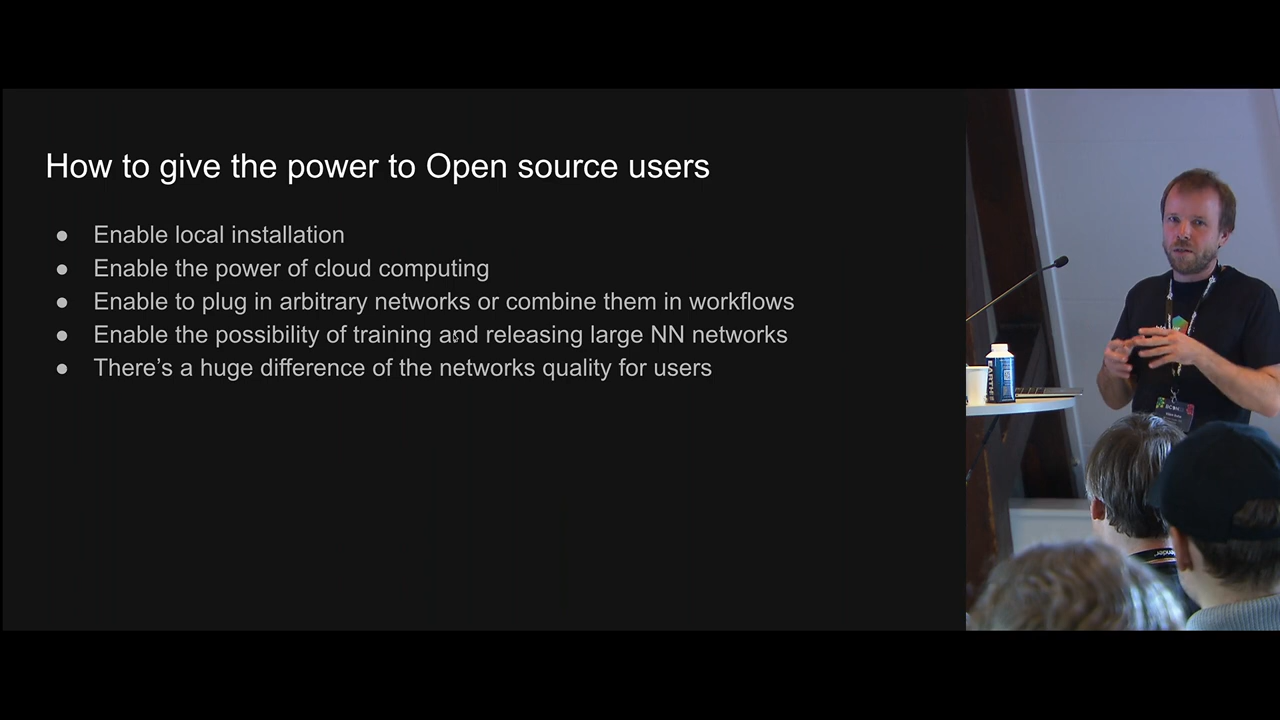 How to give the power to Open source users
● Enable local installation
● Enable the power of cloud computing
● Enable to plug in arbitrary networks or combine them in workflows
● Enable the possibility of training and releasing large NN networks
● There’s a huge difference of the networks quality for users
EARTH
BCON